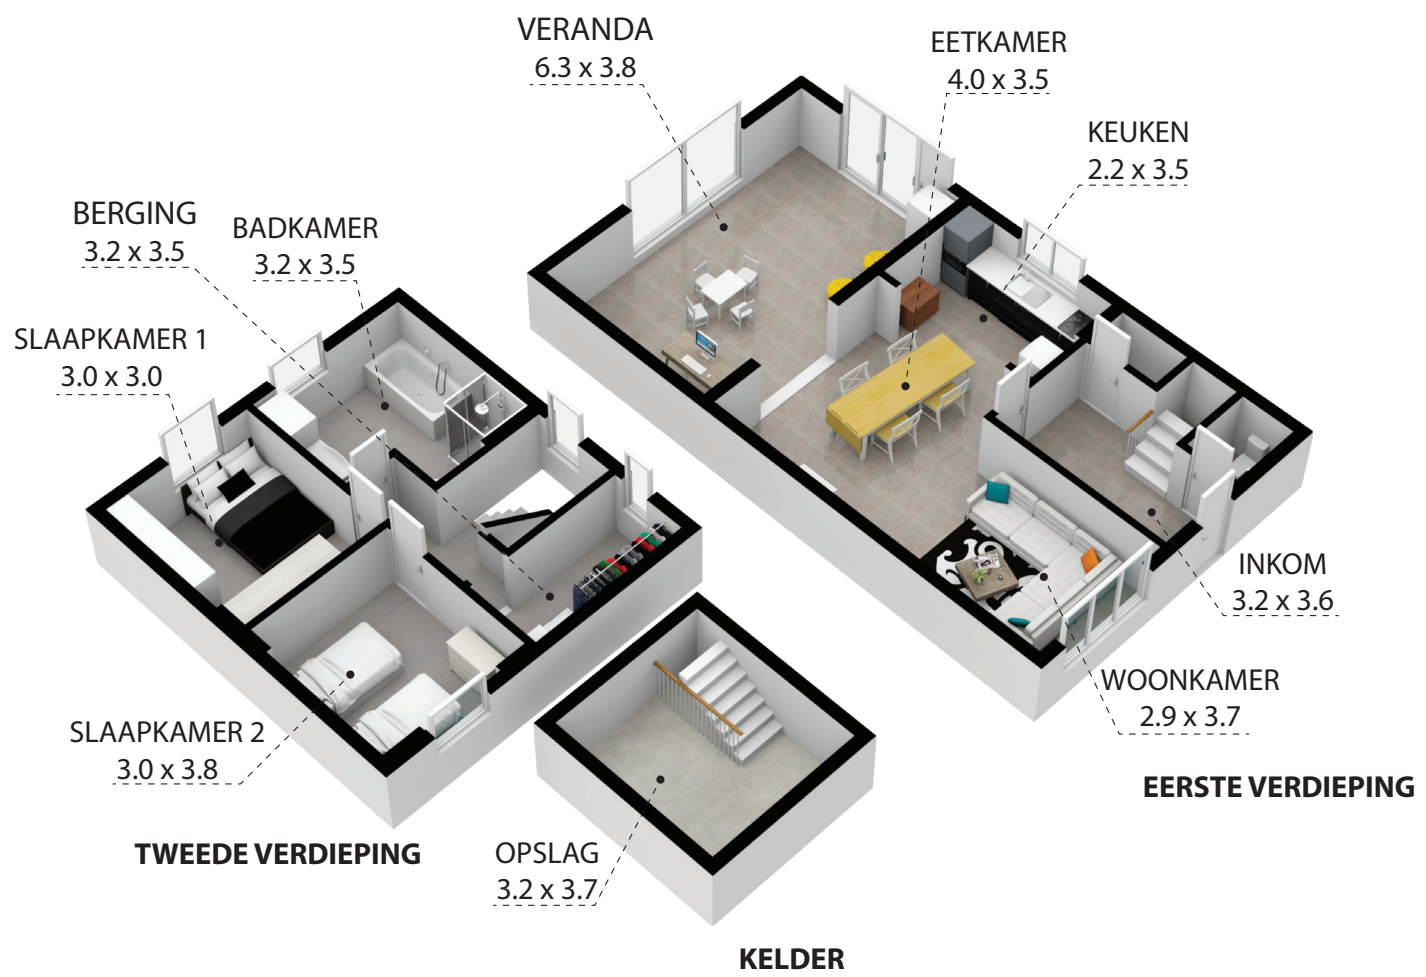 VERANDA
6.3 x 3.8
EETKAMER
4.0 x 3.5
KEUKEN
2.2 x 3.5
BERGING
3.2 x 3.5
BADKAMER
3.2 x 3.5
SLAAPKAMER 1
3.0 x 3.0
INKOM
3.2 x 3.6
WOONKAMER
2.9 x 3.7
SLAAPKAMER 2
3.0 x 3.8
EERSTE VERDIEPING
TWEEDE VERDIEPING
OPSLAG
3.2 x 3.7
KELDER